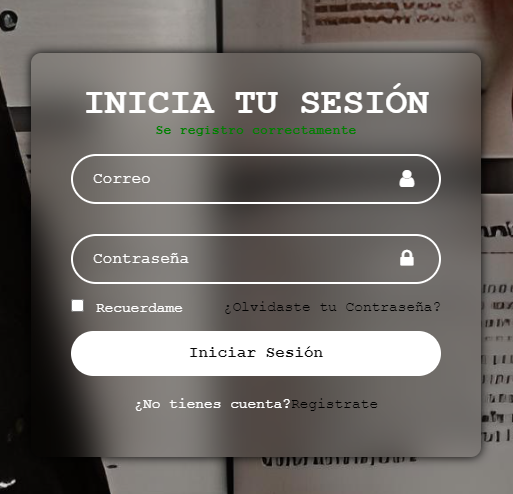 INICIA TU SESIÓN
Se registro correctamente
Correo
Contraseña
Recuerdame ¿Olvidaste tu Contraseña?
Iniciar Sesión
¿No tienes cuenta?Registrate